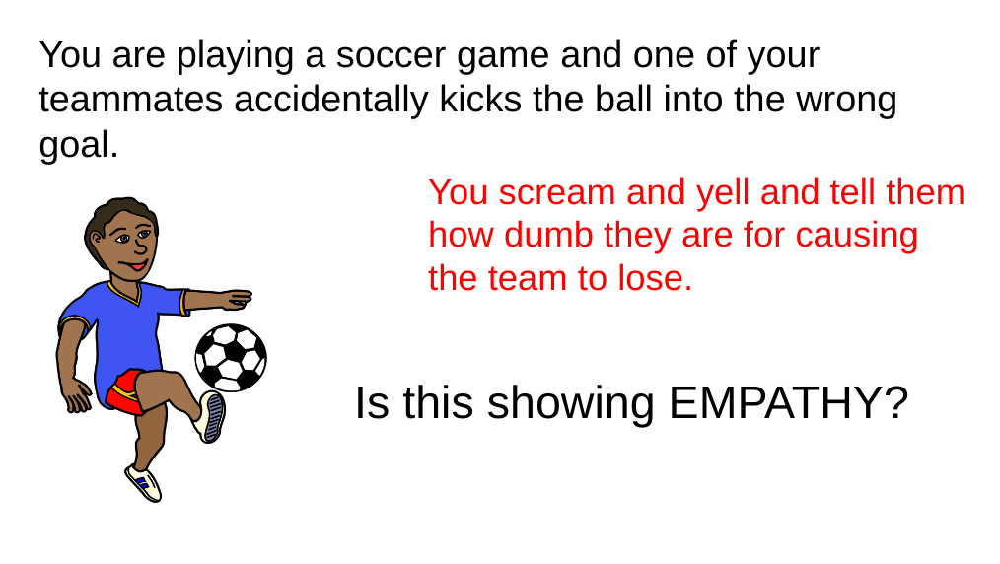 You are playing a soccer game and one of your
teammates accidentally kicks the ball into the wrong
goal.
You scream and yell and tell them
how dumb they are for causing
the team to lose.
Is this showing EMPATHY?